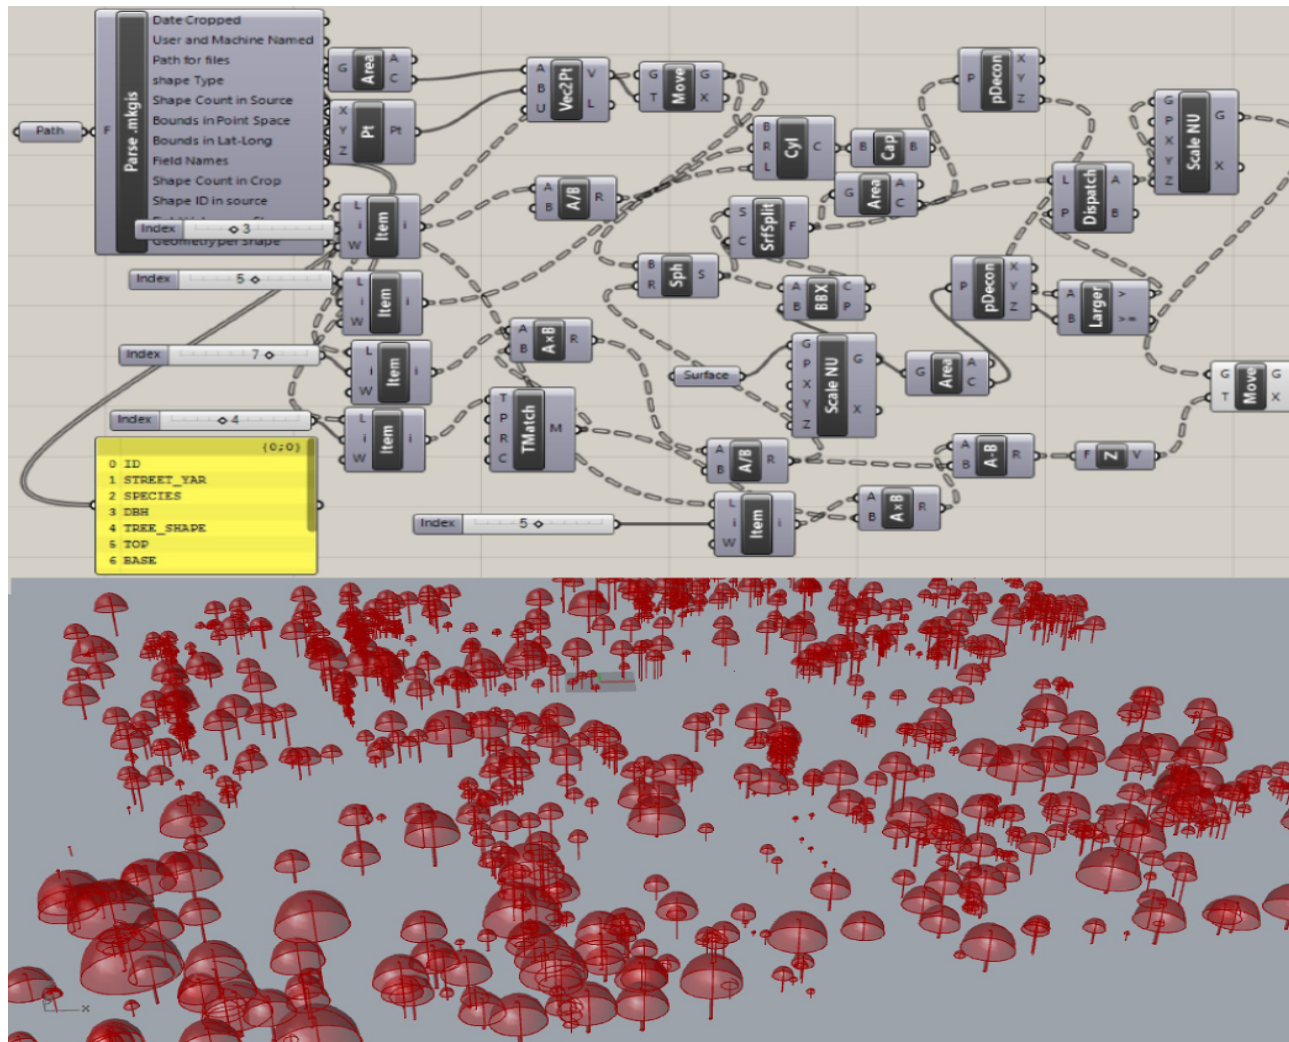 Date Cropped
User and Machine Named
Path for files
shape Type
Shape Count in Source
Bounds in Point Space
Bounds in Lat-Long
Field Names
Shape Count in Crop
Shape ID in source
Geometry per Shape
Path
F
Parse .mkgis
G Area A C
X Y Z Pt Pt
A B U Vec2Pt V L
G T Move G X
B R L Cyl C
B Cap B
P pDecon X Y Z
G P X Y Z Scale NU G X
Index 3
L i W Item i
A B A/B R
S C SrfSplit F
G Area A C
L P Dispatch A B
Index 5
L i W Item i
B R Sph S
A B BBX C P
P pDecon X Y Z
A B Larger > >=
Index 7
L i W Item i
A B A×B R
Surface
G P X Y Z Scale NU G X
G Area A C
G T Move G X
Index 4
L i W Item i
T P R C TMatch M
A B A/B R
A B A-B R
F Z V
Index 5
L i W Item i
A B A×B R
{0;0}
0 ID
1 STREET_YAR
2 SPECIES
3 DBH
4 TREE_SHAPE
5 TOP
6 BASE
x